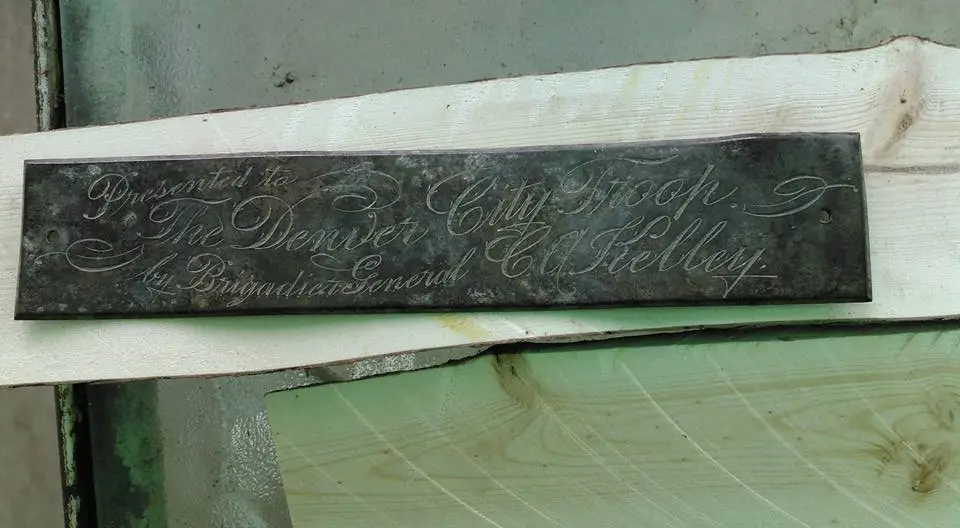 Presented to
The Denver City Troop.
by Brigadier General C A Kelley.